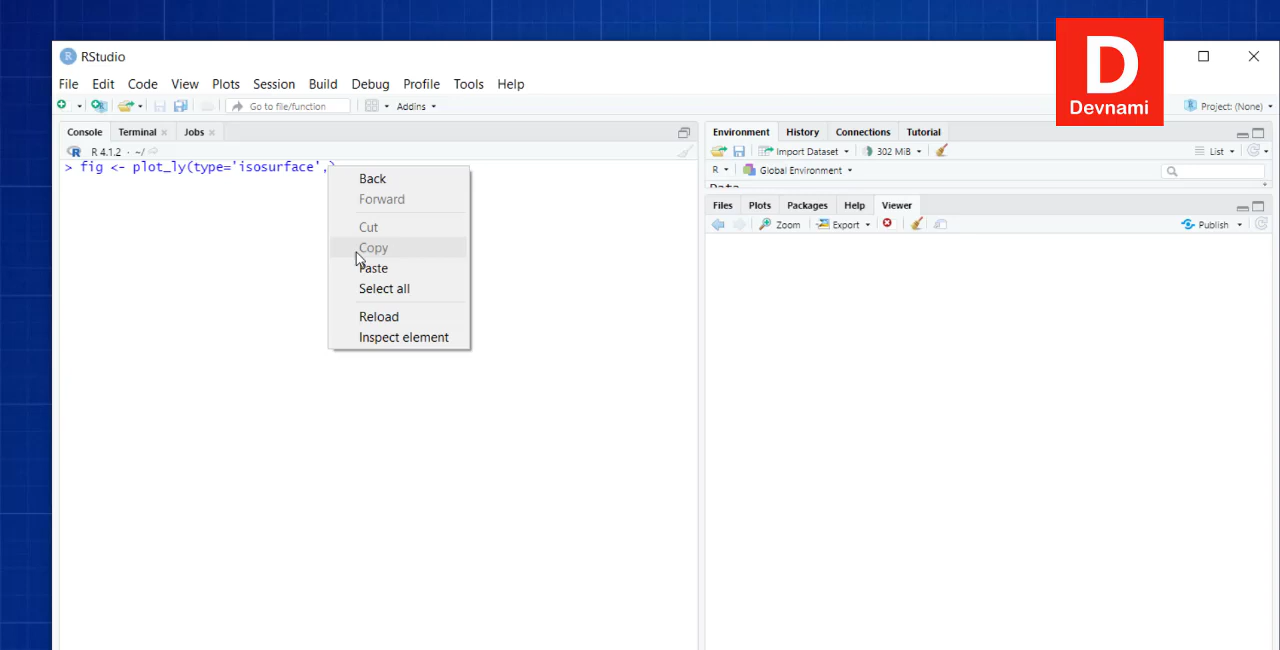 D
Devnami
R RStudio
File Edit Code View Plots Session Build Debug Profile Tools Help
Go to file/function Addins Project: (None)
Console Terminal Jobs
R R 4.1.2 · ~/
> fig <- plot_ly(type='isosurface',)
Back
Forward
Cut
Copy
Paste
Select all
Reload
Inspect element
Environment History Connections Tutorial
Import Dataset 302 MiB List
R Global Environment
Data
Files Plots Packages Help Viewer
Zoom Export Publish